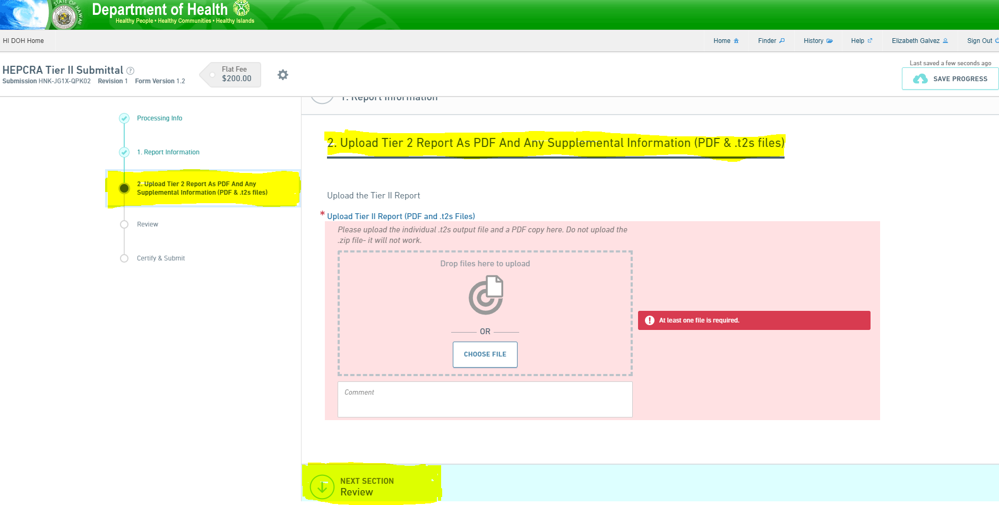 STATE OF HAWAII
Department of Health
Healthy People • Healthy Communities • Healthy Islands
HI DOH Home
Home
Finder
History
Help
Elizabeth Galvez
Sign Out
HEPCRA Tier II Submittal ?
Submission HNK-JG1X-QPK02 Revision 1 Form Version 1.2
Flat Fee
$200.00
Last saved a few seconds ago
SAVE PROGRESS
Processing Info
1. Report Information
2. Upload Tier 2 Report As PDF And Any
Supplemental Information (PDF & .t2s files)
Review
Certify & Submit
1. Report Information
2. Upload Tier 2 Report As PDF And Any Supplemental Information (PDF & .t2s files)
Upload the Tier II Report
* Upload Tier II Report (PDF and .t2s Files)
Please upload the individual .t2s output file and a PDF copy here. Do not upload the
.zip file- it will not work.
Drop files here to upload
OR
CHOOSE FILE
At least one file is required.
Comment
NEXT SECTION
Review